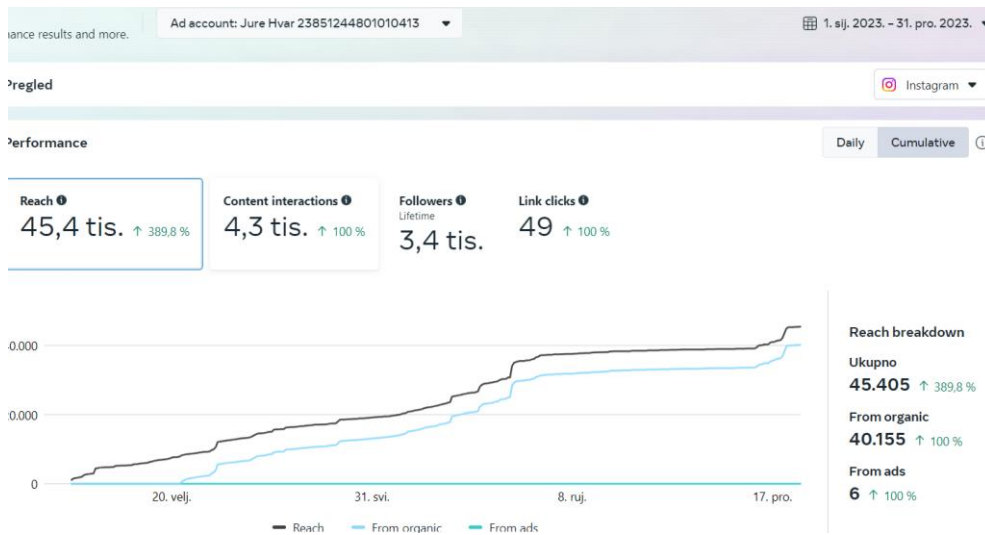 Ad account: Jure Hvar 23851244801010413
1. sij. 2023. – 31. pro. 2023.
mance results and more.
Pregled
Instagram
Performance
Daily
Cumulative
Reach
45,4 tis. ↑ 389,8 %
Content interactions
4,3 tis. ↑ 100 %
Followers
Lifetime
3,4 tis.
Link clicks
49 ↑ 100 %
0.000
20.000
0
20. velj.
31. svi.
8. ruj.
17. pro.
Reach
From organic
From ads
Reach breakdown
Ukupno
45.405 ↑ 389,8 %
From organic
40.155 ↑ 100 %
From ads
6 ↑ 100 %